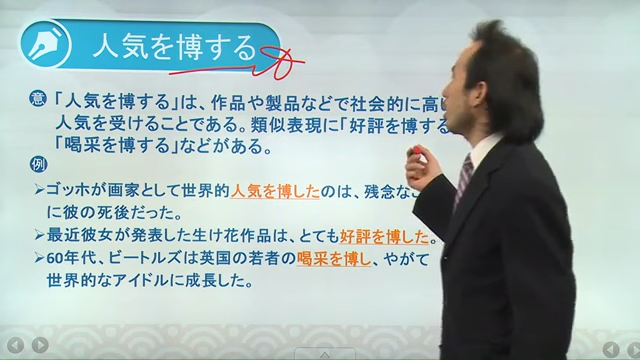 人気を博する
意 「人気を博する」は、作品や製品などで社会的に高い
人気を受けることである。類似表現に「好評を博する
「喝采を博する」などがある。
例
➤ゴッホが画家として世界的人気を博したのは、残念なこ
に彼の死後だった。
➤最近彼女が発表した生け花作品は、とても好評を博した。
➤60年代、ビートルズは英国の若者の喝采を博し、やがて
世界的なアイドルに成長した。